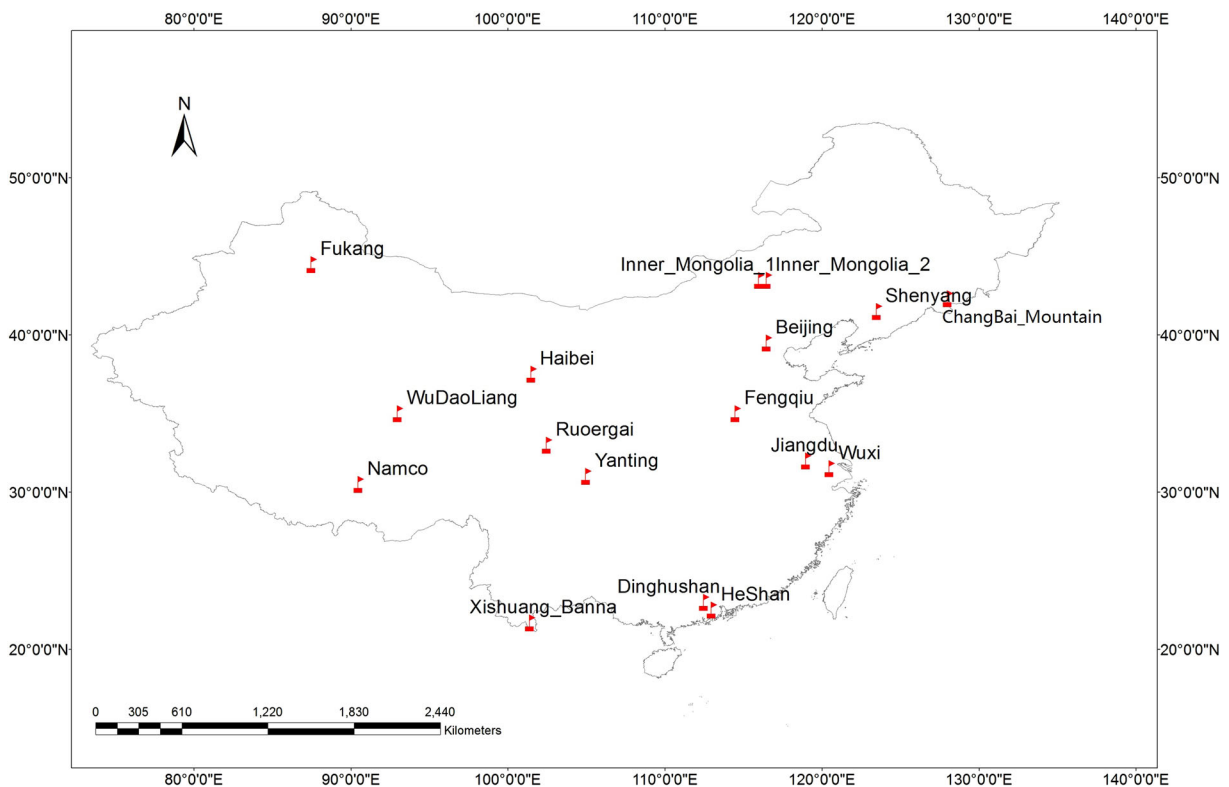 80°0'0"E 90°0'0"E 100°0'0"E 110°0'0"E 120°0'0"E 130°0'0"E 140°0'0"E
N
50°0'0"N 50°0'0"N
Fukang
Inner_Mongolia_1 Inner_Mongolia_2
Shenyang
ChangBai_Mountain
40°0'0"N 40°0'0"N
Beijing
Haibei
WuDaoLiang
Fengqiu
Ruoergai
Jiangdu
Wuxi
Yanting
Namco
30°0'0"N 30°0'0"N
Dinghushan
HeShan
Xishuang_Banna
20°0'0"N 20°0'0"N
0 305 610 1,220 1,830 2,440
Kilometers
80°0'0"E 90°0'0"E 100°0'0"E 110°0'0"E 120°0'0"E 130°0'0"E 140°0'0"E